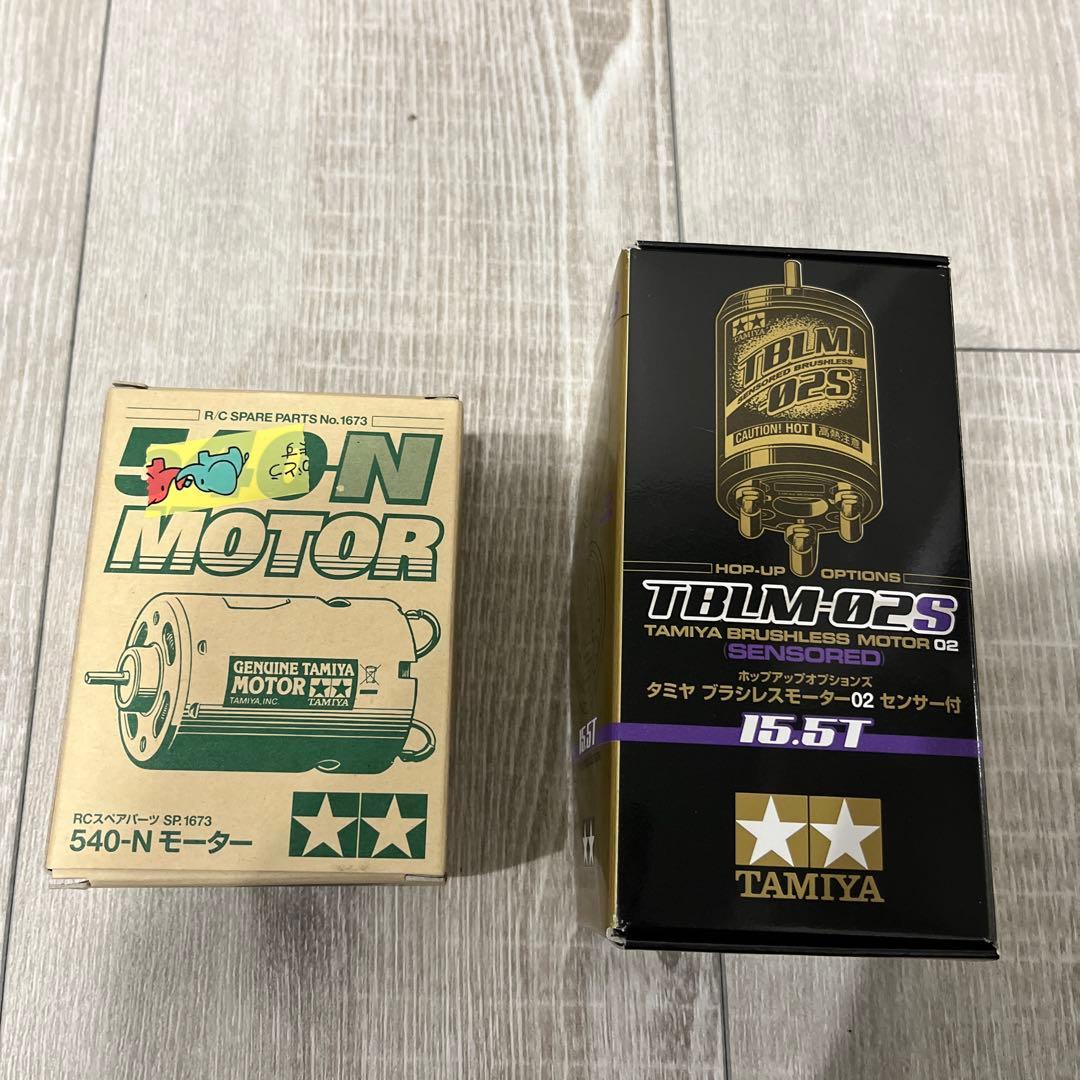 R/C SPARE PARTS No.1673
540-N
MOTOR
GENUINE TAMIYA
MOTOR
TAMIYA
TAMIYA, INC.
RCスペアパーツ SP.1673
540-N モーター
TAMIYA
TBLM
SENSORED BRUSHLESS
-02S
CAUTION! HOT
高熱注意
HOP-UP OPTIONS
TBLM-02S
TAMIYA BRUSHLESS MOTOR 02
(SENSORED)
ホップアップオプションズ
タミヤ ブラシレスモーター02 センサー付
15.5T
15.5T
TAMIYA